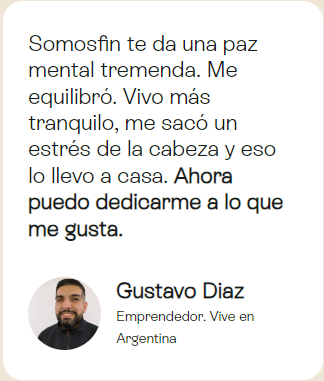 Somosfin te da una paz
mental tremenda. Me
equilibró. Vivo más
tranquilo, me sacó un
estrés de la cabeza y eso
lo llevo a casa. Ahora
puedo dedicarme a lo que
me gusta.
Gustavo Diaz
Emprendedor. Vive en
Argentina